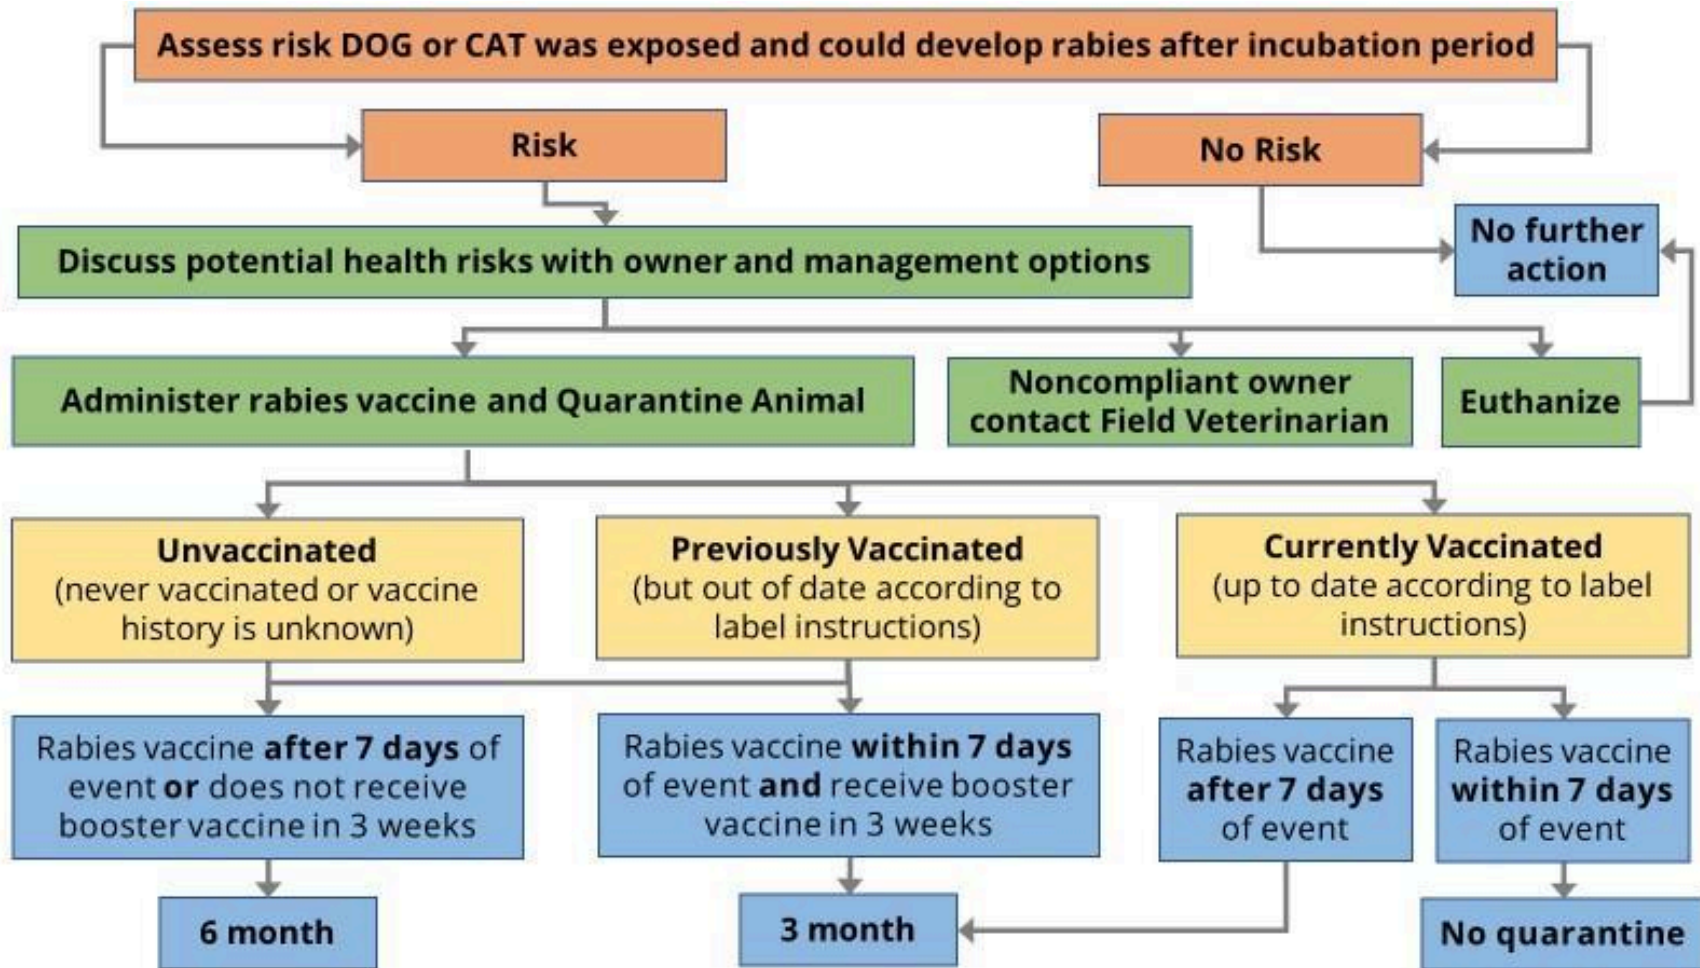 Assess risk DOG or CAT was exposed and could develop rabies after incubation period
Risk
No Risk
No further
action
Discuss potential health risks with owner and management options
Administer rabies vaccine and Quarantine Animal
Noncompliant owner
contact Field Veterinarian
Euthanize
Unvaccinated
(never vaccinated or vaccine
history is unknown)
Previously Vaccinated
(but out of date according to
label instructions)
Currently Vaccinated
(up to date according to label
instructions)
Rabies vaccine after 7 days of
event or does not receive
booster vaccine in 3 weeks
Rabies vaccine within 7 days
of event and receive booster
vaccine in 3 weeks
Rabies vaccine
after 7 days
of event
Rabies vaccine
within 7 days
of event
6 month
3 month
No quarantine